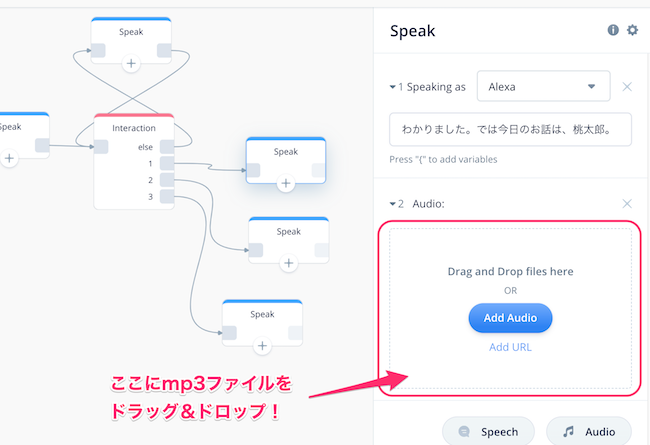 Speak
Speak
Interaction
else
1
2
3
Speak
Speak
Speak
ここにmp3ファイルを
ドラッグ&ドロップ！
Speak
1 Speaking as
Alexa
わかりました。では今日のお話は、桃太郎。
Press "{" to add variables
2 Audio:
Drag and Drop files here
OR
Add Audio
Add URL
Speech
Audio